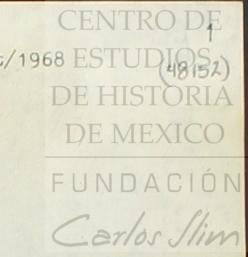 CENTRO DE
1
/1968 ESTUDIOS
(48152)
DE HISTORIA
DE MEXICO
FUNDACIÓN
Carlos Slim